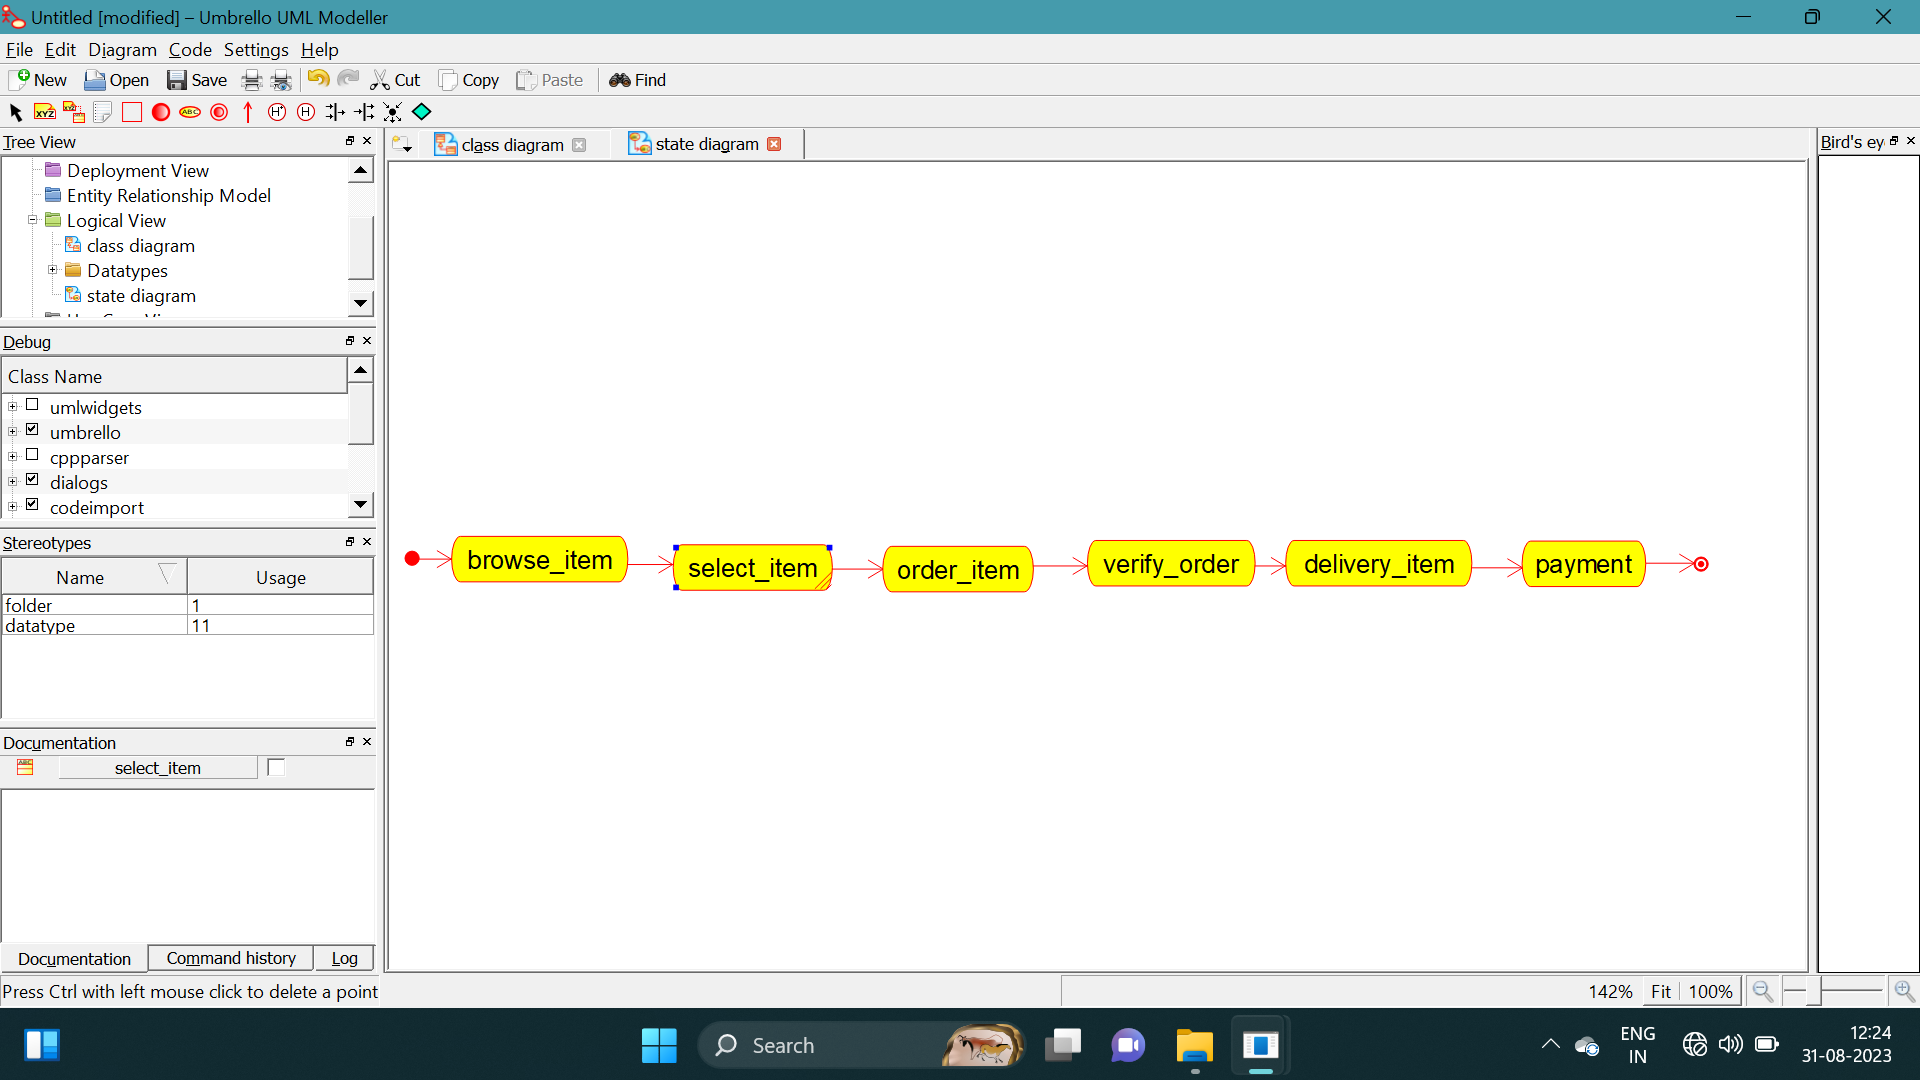 Untitled [modified] – Umbrello UML Modeller
File Edit Diagram Code Settings Help
New Open Save Cut Copy Paste Find
XYZ XYZ ABC H* H
Tree View
Deployment View
Entity Relationship Model
Logical View
class diagram
Datatypes
state diagram
Debug
Class Name
umlwidgets
umbrello
cppparser
dialogs
codeimport
Stereotypes
Name Usage
folder 1
datatype 11
Documentation
ABC select_item
Documentation Command history Log
Press Ctrl with left mouse click to delete a point
class diagram state diagram
browse_item select_item order_item verify_order delivery_item payment
Bird's ey
142% Fit 100%
Search
ENG
IN
12:24
31-08-2023